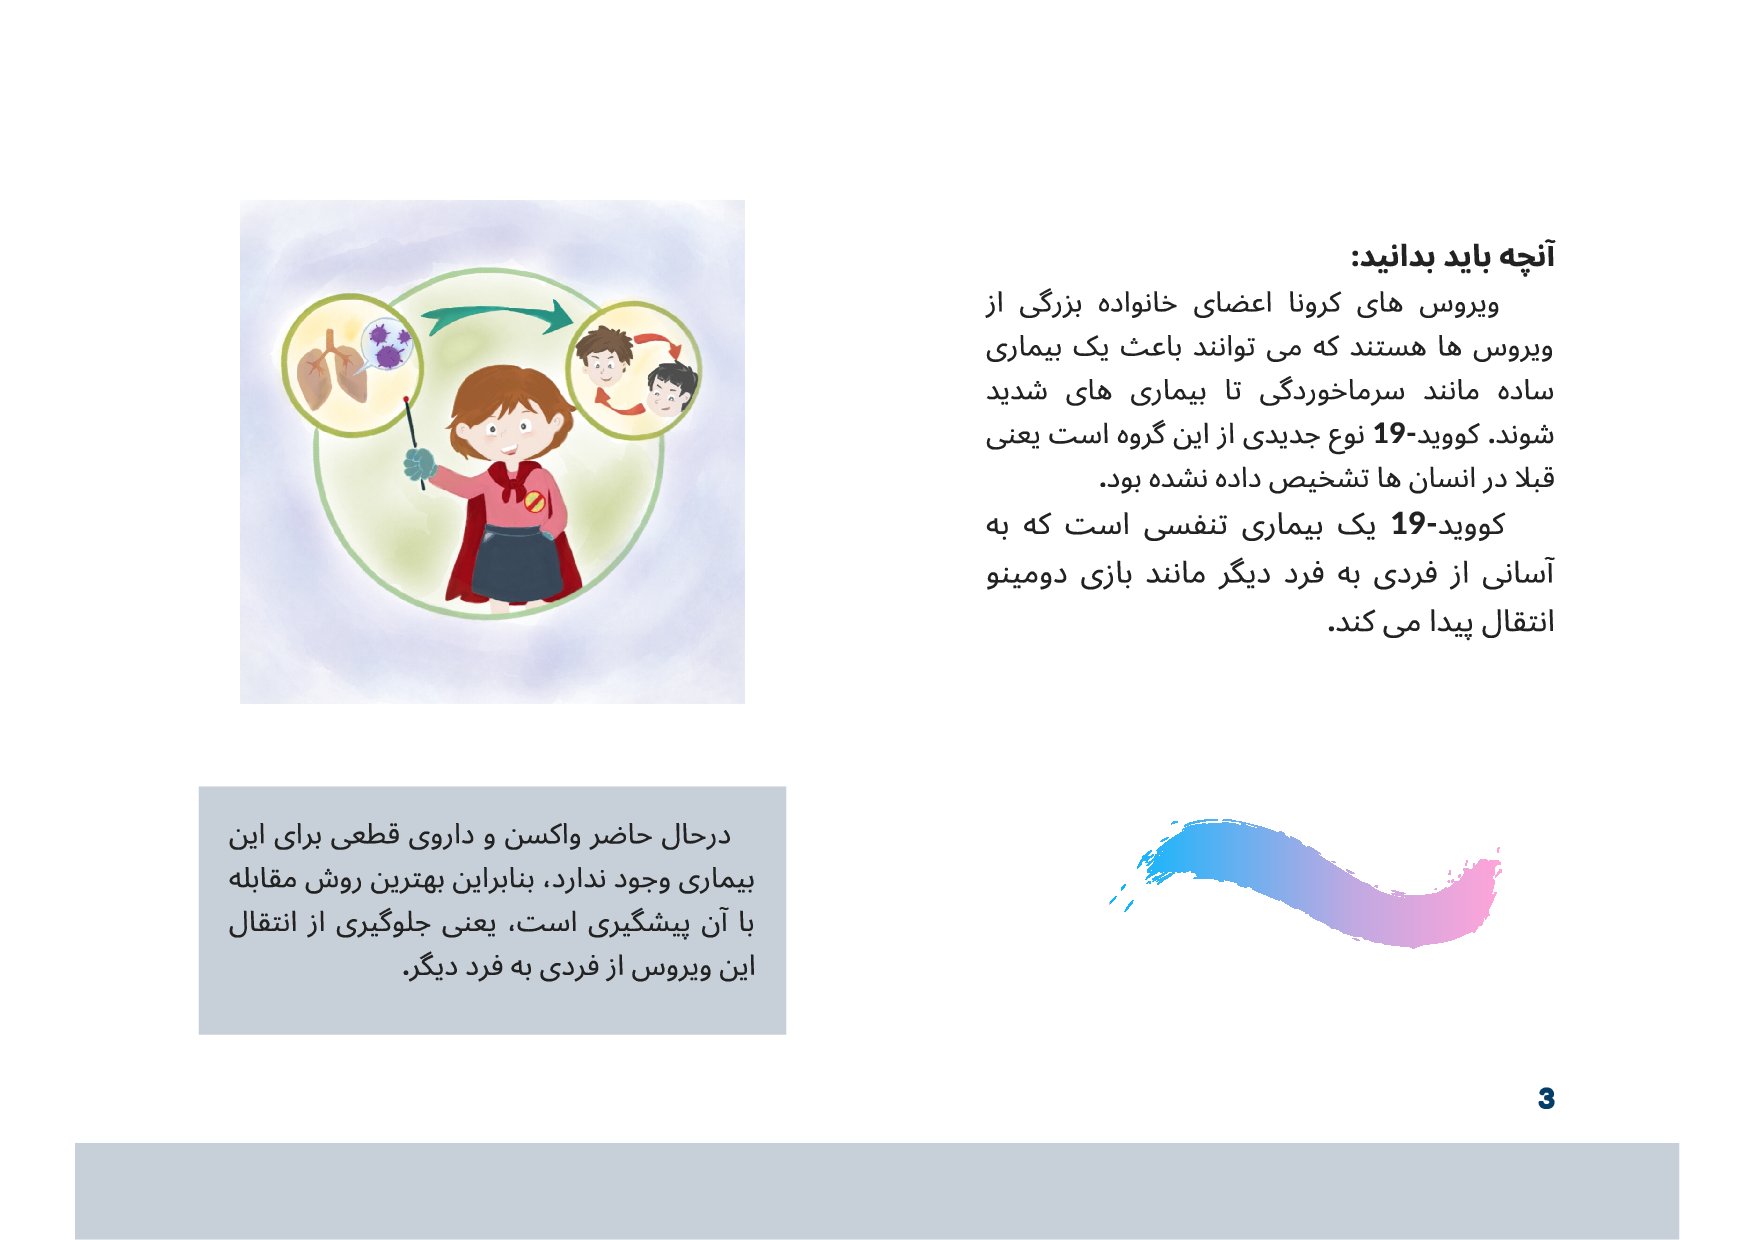 آنچه باید بدانید:
ویروس های کرونا اعضای خانواده بزرگی از
ویروس ها هستند که می توانند باعث یک بیماری
ساده مانند سرماخوردگی تا بیماری های شدید
شوند. کووید-19 نوع جدیدی از این گروه است یعنی
قبلا در انسان ها تشخیص داده نشده بود.
کووید-19 یک بیماری تنفسی است که به
آسانی از فردی به فرد دیگر مانند بازی دومینو
انتقال پیدا می کند.
درحال حاضر واکسن و داروی قطعی برای این
بیماری وجود ندارد، بنابراین بهترین روش مقابله
با آن پیشگیری است، یعنی جلوگیری از انتقال
این ویروس از فردی به فرد دیگر.
3